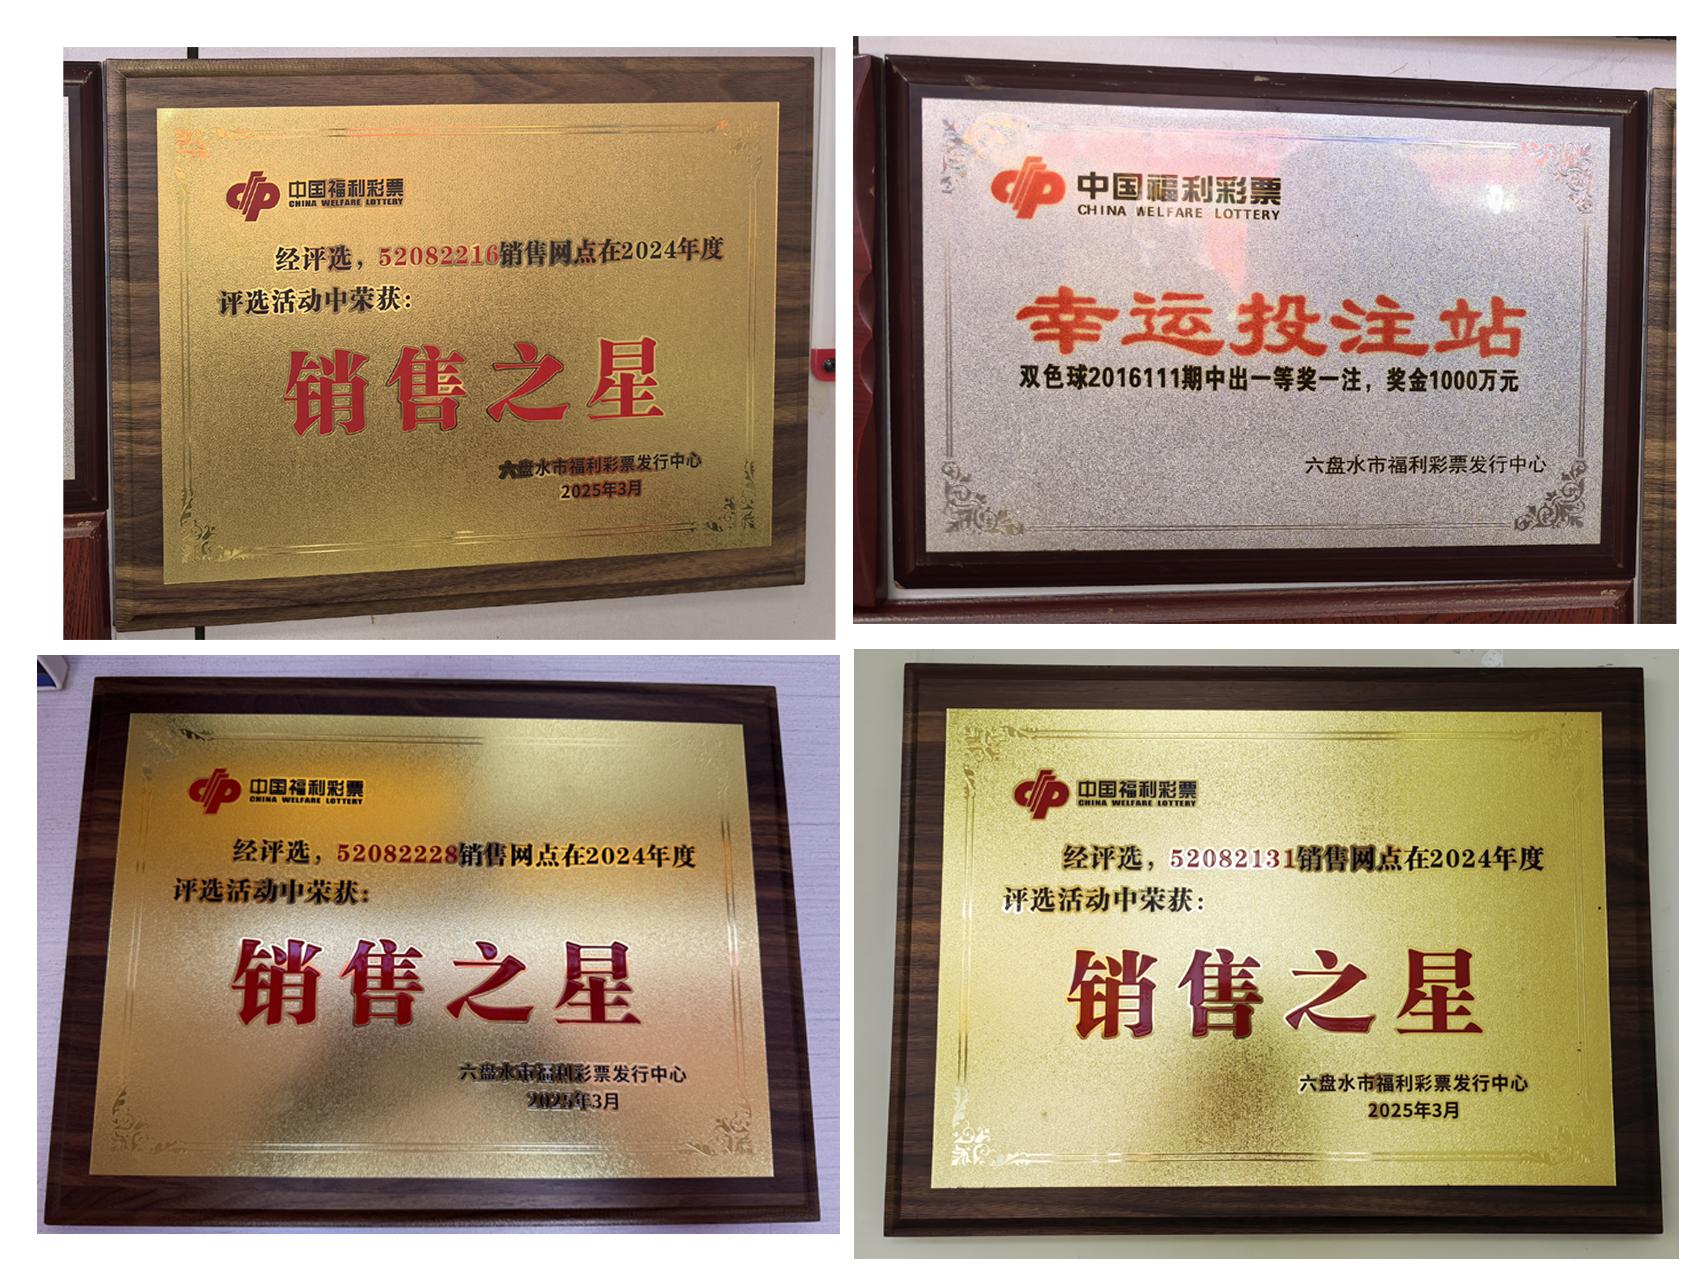 中国福利彩票
CHINA WELFARE LOTTERY
经评选，52082216销售网点在2024年度
评选活动中荣获：
销售之星
六盘水市福利彩票发行中心
2025年3月
中国福利彩票
CHINA WELFARE LOTTERY
幸运投注站
双色球2016111期中出一等奖一注，奖金1000万元
六盘水市福利彩票发行中心
中国福利彩票
CHINA WELFARE LOTTERY
经评选，52082228销售网点在2024年度
评选活动中荣获：
销售之星
六盘水市福利彩票发行中心
2025年3月
中国福利彩票
CHINA WELFARE LOTTERY
经评选，52082131销售网点在2024年度
评选活动中荣获：
销售之星
六盘水市福利彩票发行中心
2025年3月